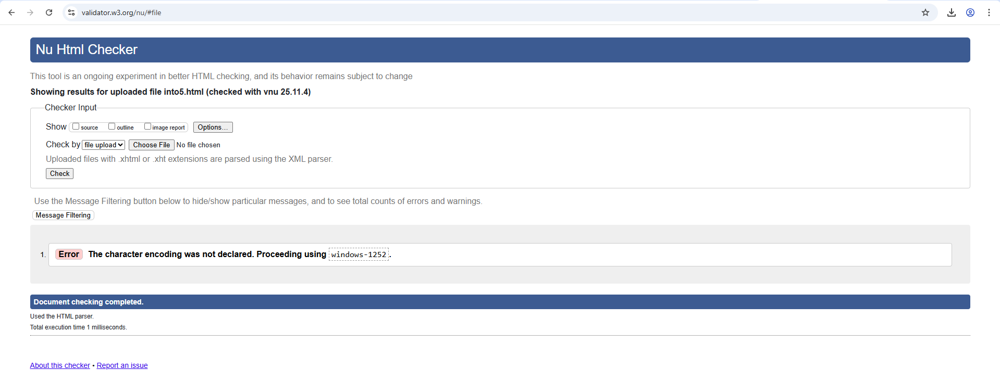 validator.w3.org/nu/#file
Nu Html Checker
This tool is an ongoing experiment in better HTML checking, and its behavior remains subject to change
Showing results for uploaded file into5.html (checked with vnu 25.11.4)
Checker Input
Show source outline image report Options...
Check by file upload Choose File No file chosen
Uploaded files with .xhtml or .xht extensions are parsed using the XML parser.
Check
Use the Message Filtering button below to hide/show particular messages, and to see total counts of errors and warnings.
Message Filtering
1. Error The character encoding was not declared. Proceeding using windows-1252.
Document checking completed.
Used the HTML parser.
Total execution time 1 milliseconds.
About this checker • Report an issue